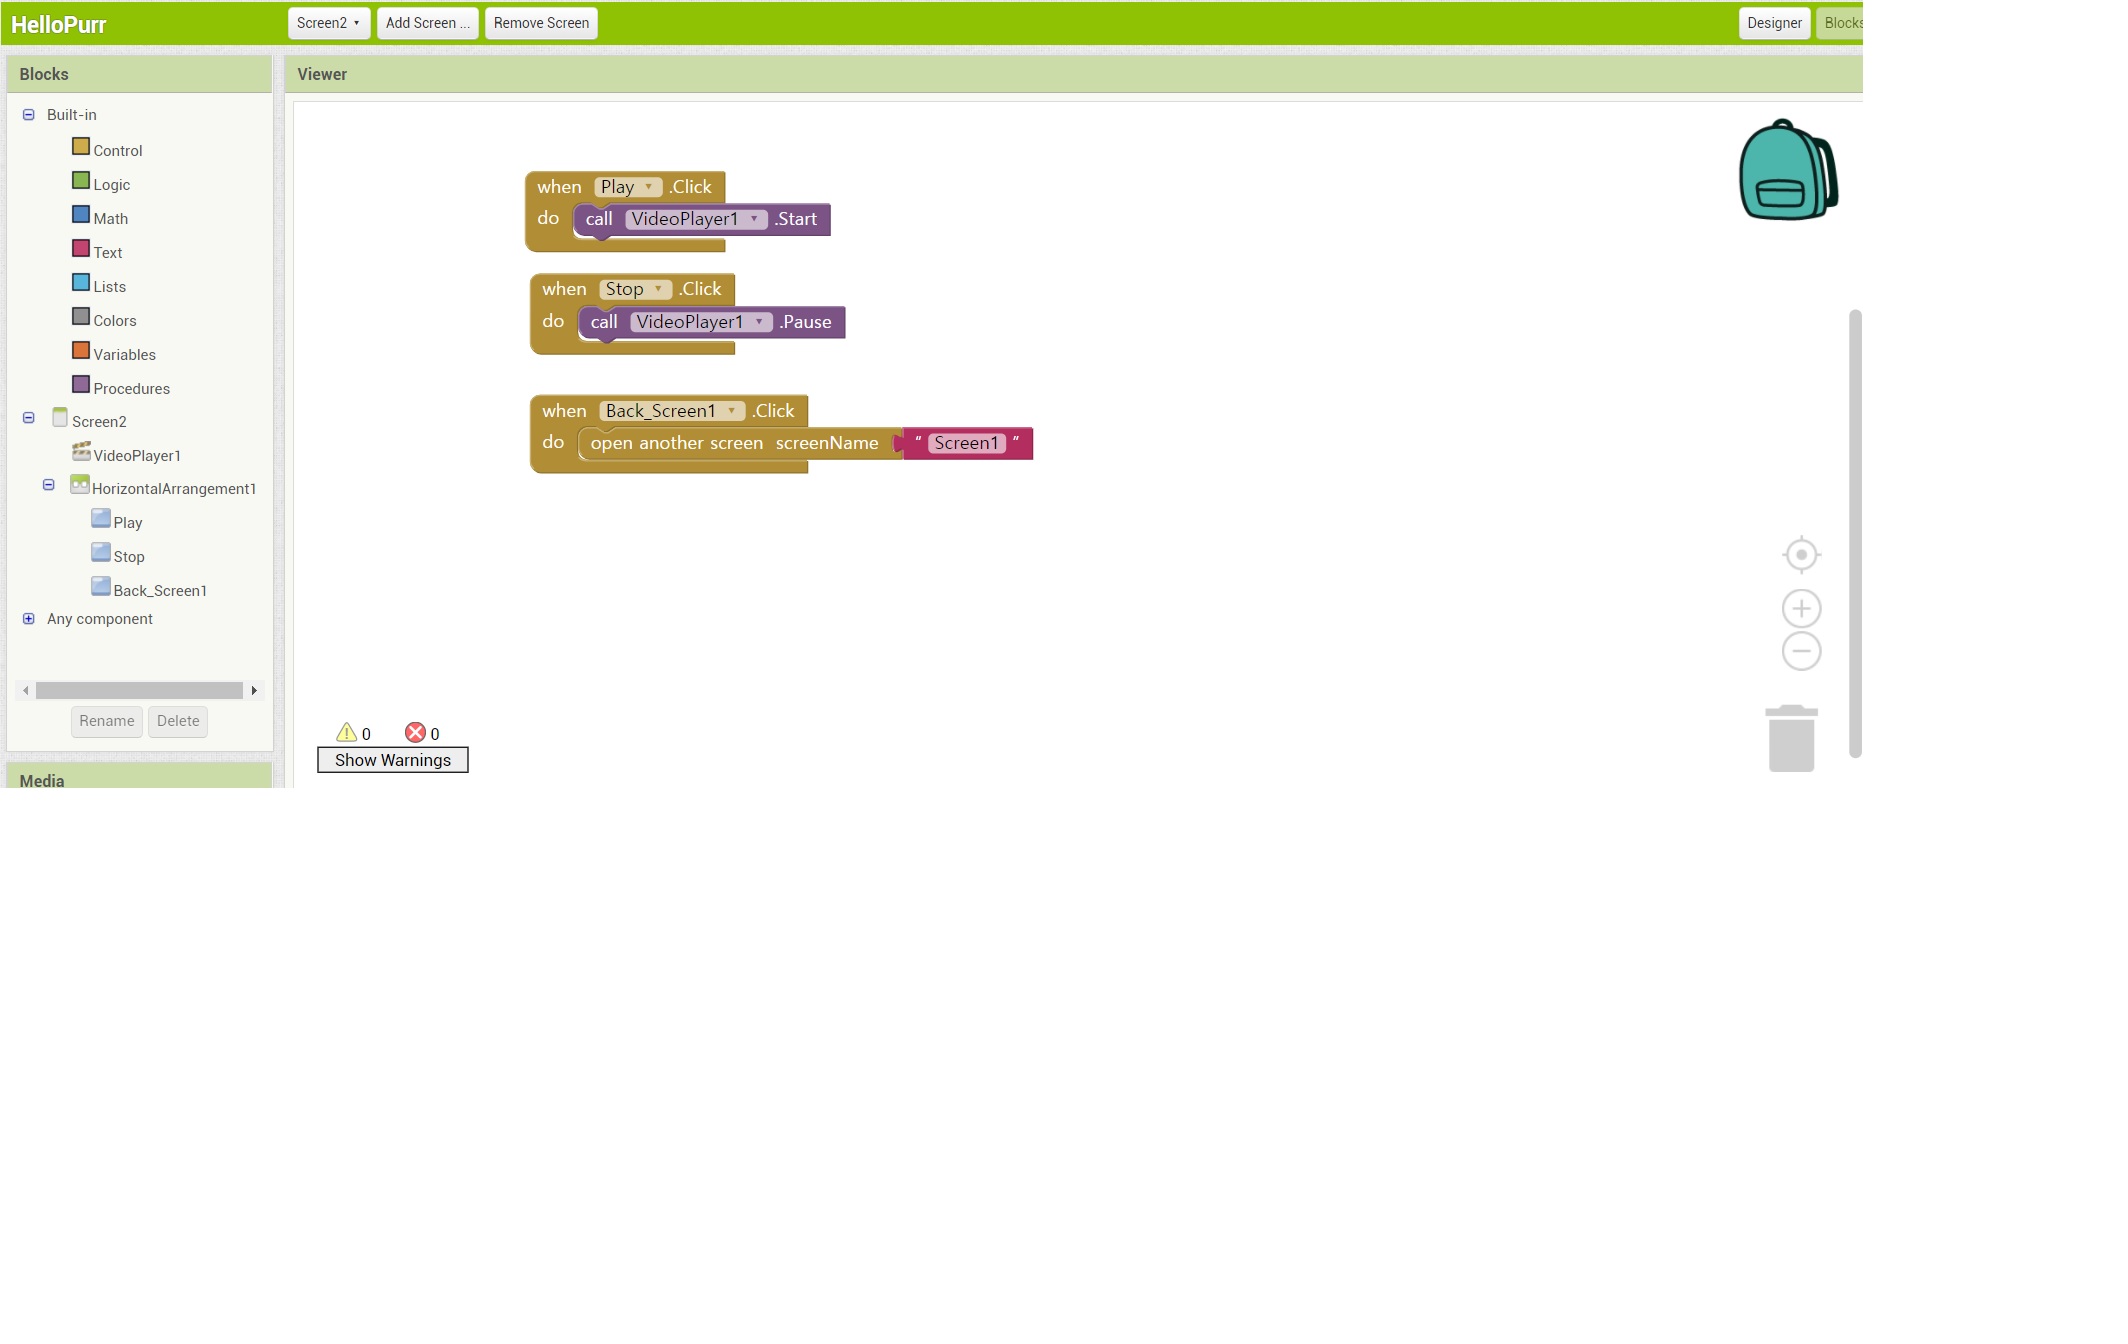 HelloPurr
Screen2
Add Screen ...
Remove Screen
Designer
Blocks
Blocks
Viewer
Built-in
Control
Logic
Math
Text
Lists
Colors
Variables
Procedures
Screen2
VideoPlayer1
HorizontalArrangement1
Play
Stop
Back_Screen1
Any component
Rename
Delete
Media
when Play .Click
do call VideoPlayer1 .Start
when Stop .Click
do call VideoPlayer1 .Pause
when Back_Screen1 .Click
do open another screen screenName " Screen1 "
0
0
Show Warnings